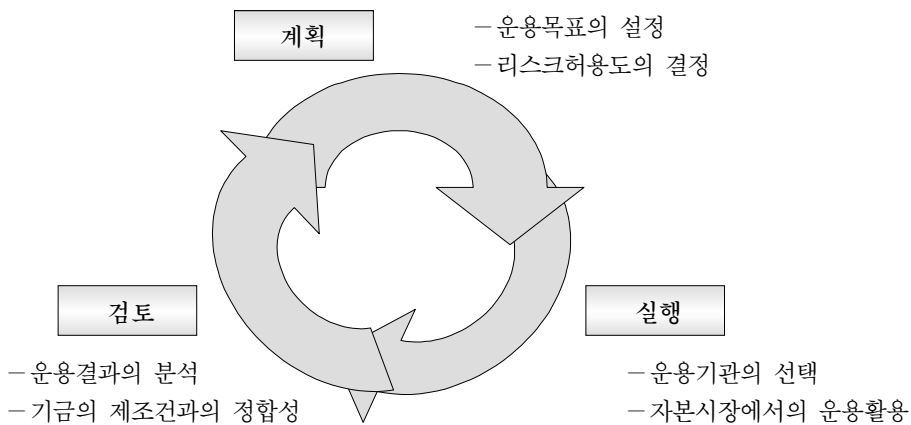 계획
－운용목표의 설정
－리스크허용도의 결정
검토
－운용결과의 분석
－기금의 제조건과의 정합성
실행
－운용기관의 선택
－자본시장에서의 운용활용